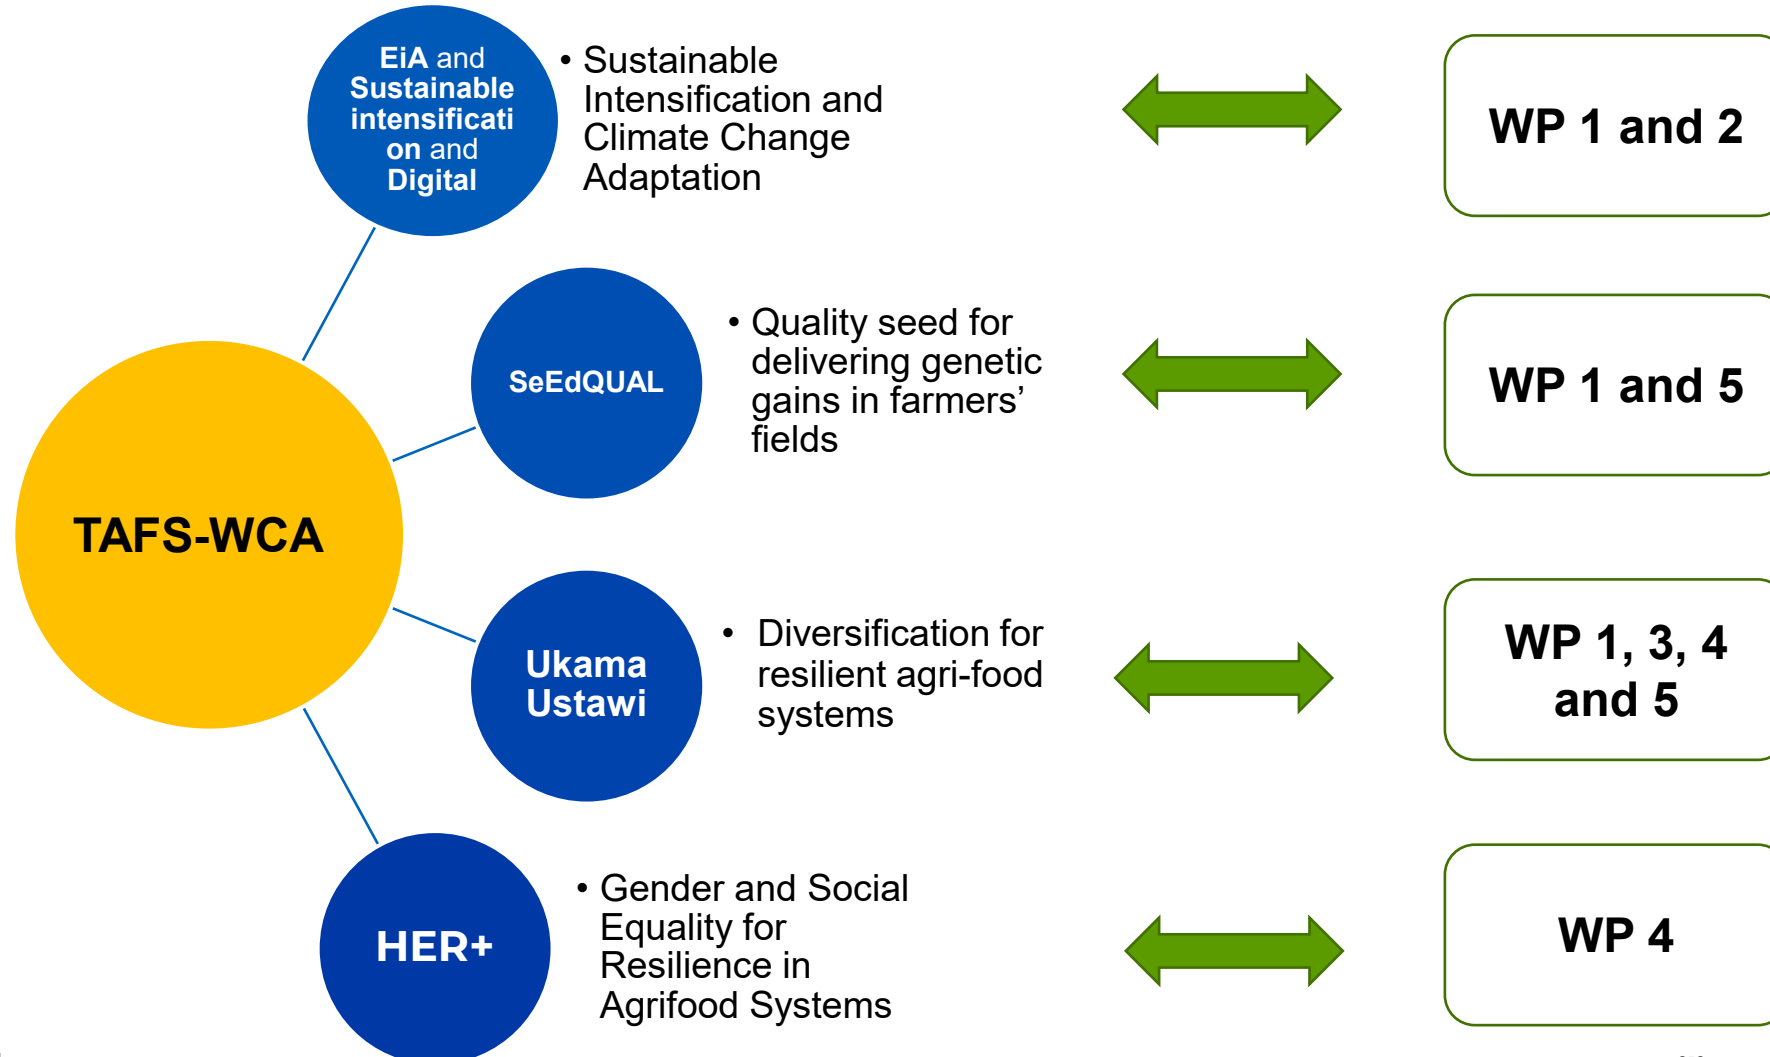 EiA and
Sustainable
intensificati
on and
Digital
• Sustainable
Intensification and
Climate Change
Adaptation
WP 1 and 2
SeEdQUAL
• Quality seed for
delivering genetic
gains in farmers’
fields
WP 1 and 5
TAFS-WCA
Ukama
Ustawi
• Diversification for
resilient agri-food
systems
WP 1, 3, 4
and 5
HER+
• Gender and Social
Equality for
Resilience in
Agrifood Systems
WP 4